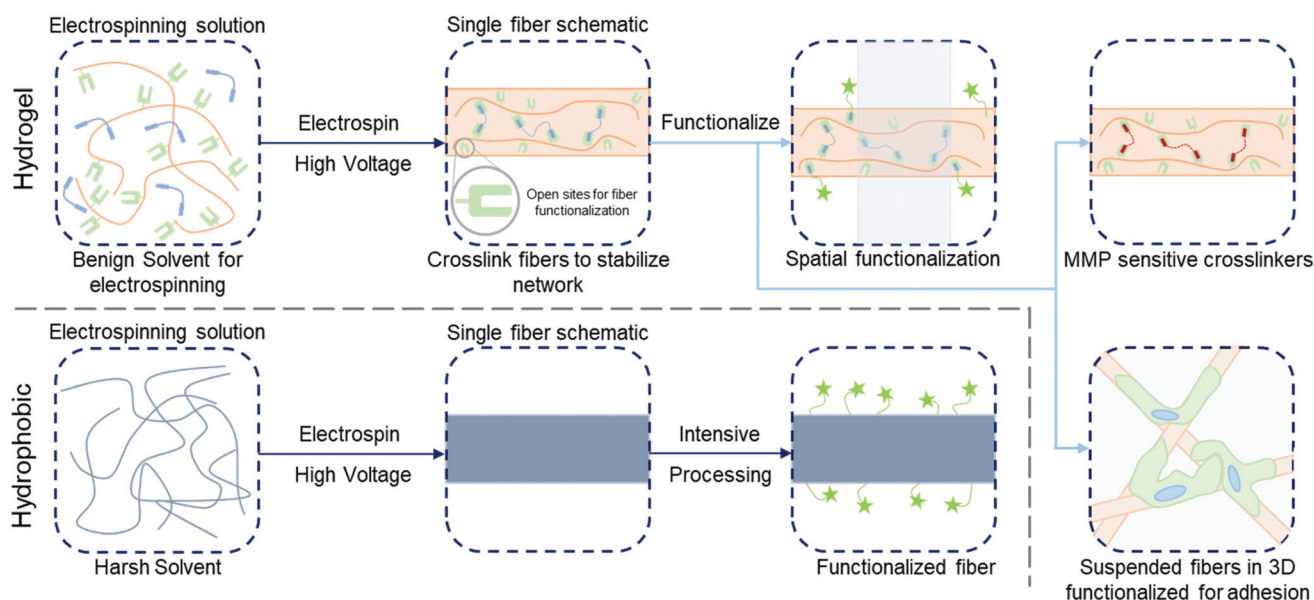 Electrospinning solution
Single fiber schematic
Hydrogel
Electrospin
High Voltage
Functionalize
Open sites for fiber
functionalization
Benign Solvent for
electrospinning
Crosslink fibers to stabilize
network
Spatial functionalization
MMP sensitive crosslinkers
Electrospinning solution
Single fiber schematic
Hydrophobic
Electrospin
High Voltage
Intensive
Processing
Harsh Solvent
Functionalized fiber
Suspended fibers in 3D
functionalized for adhesion